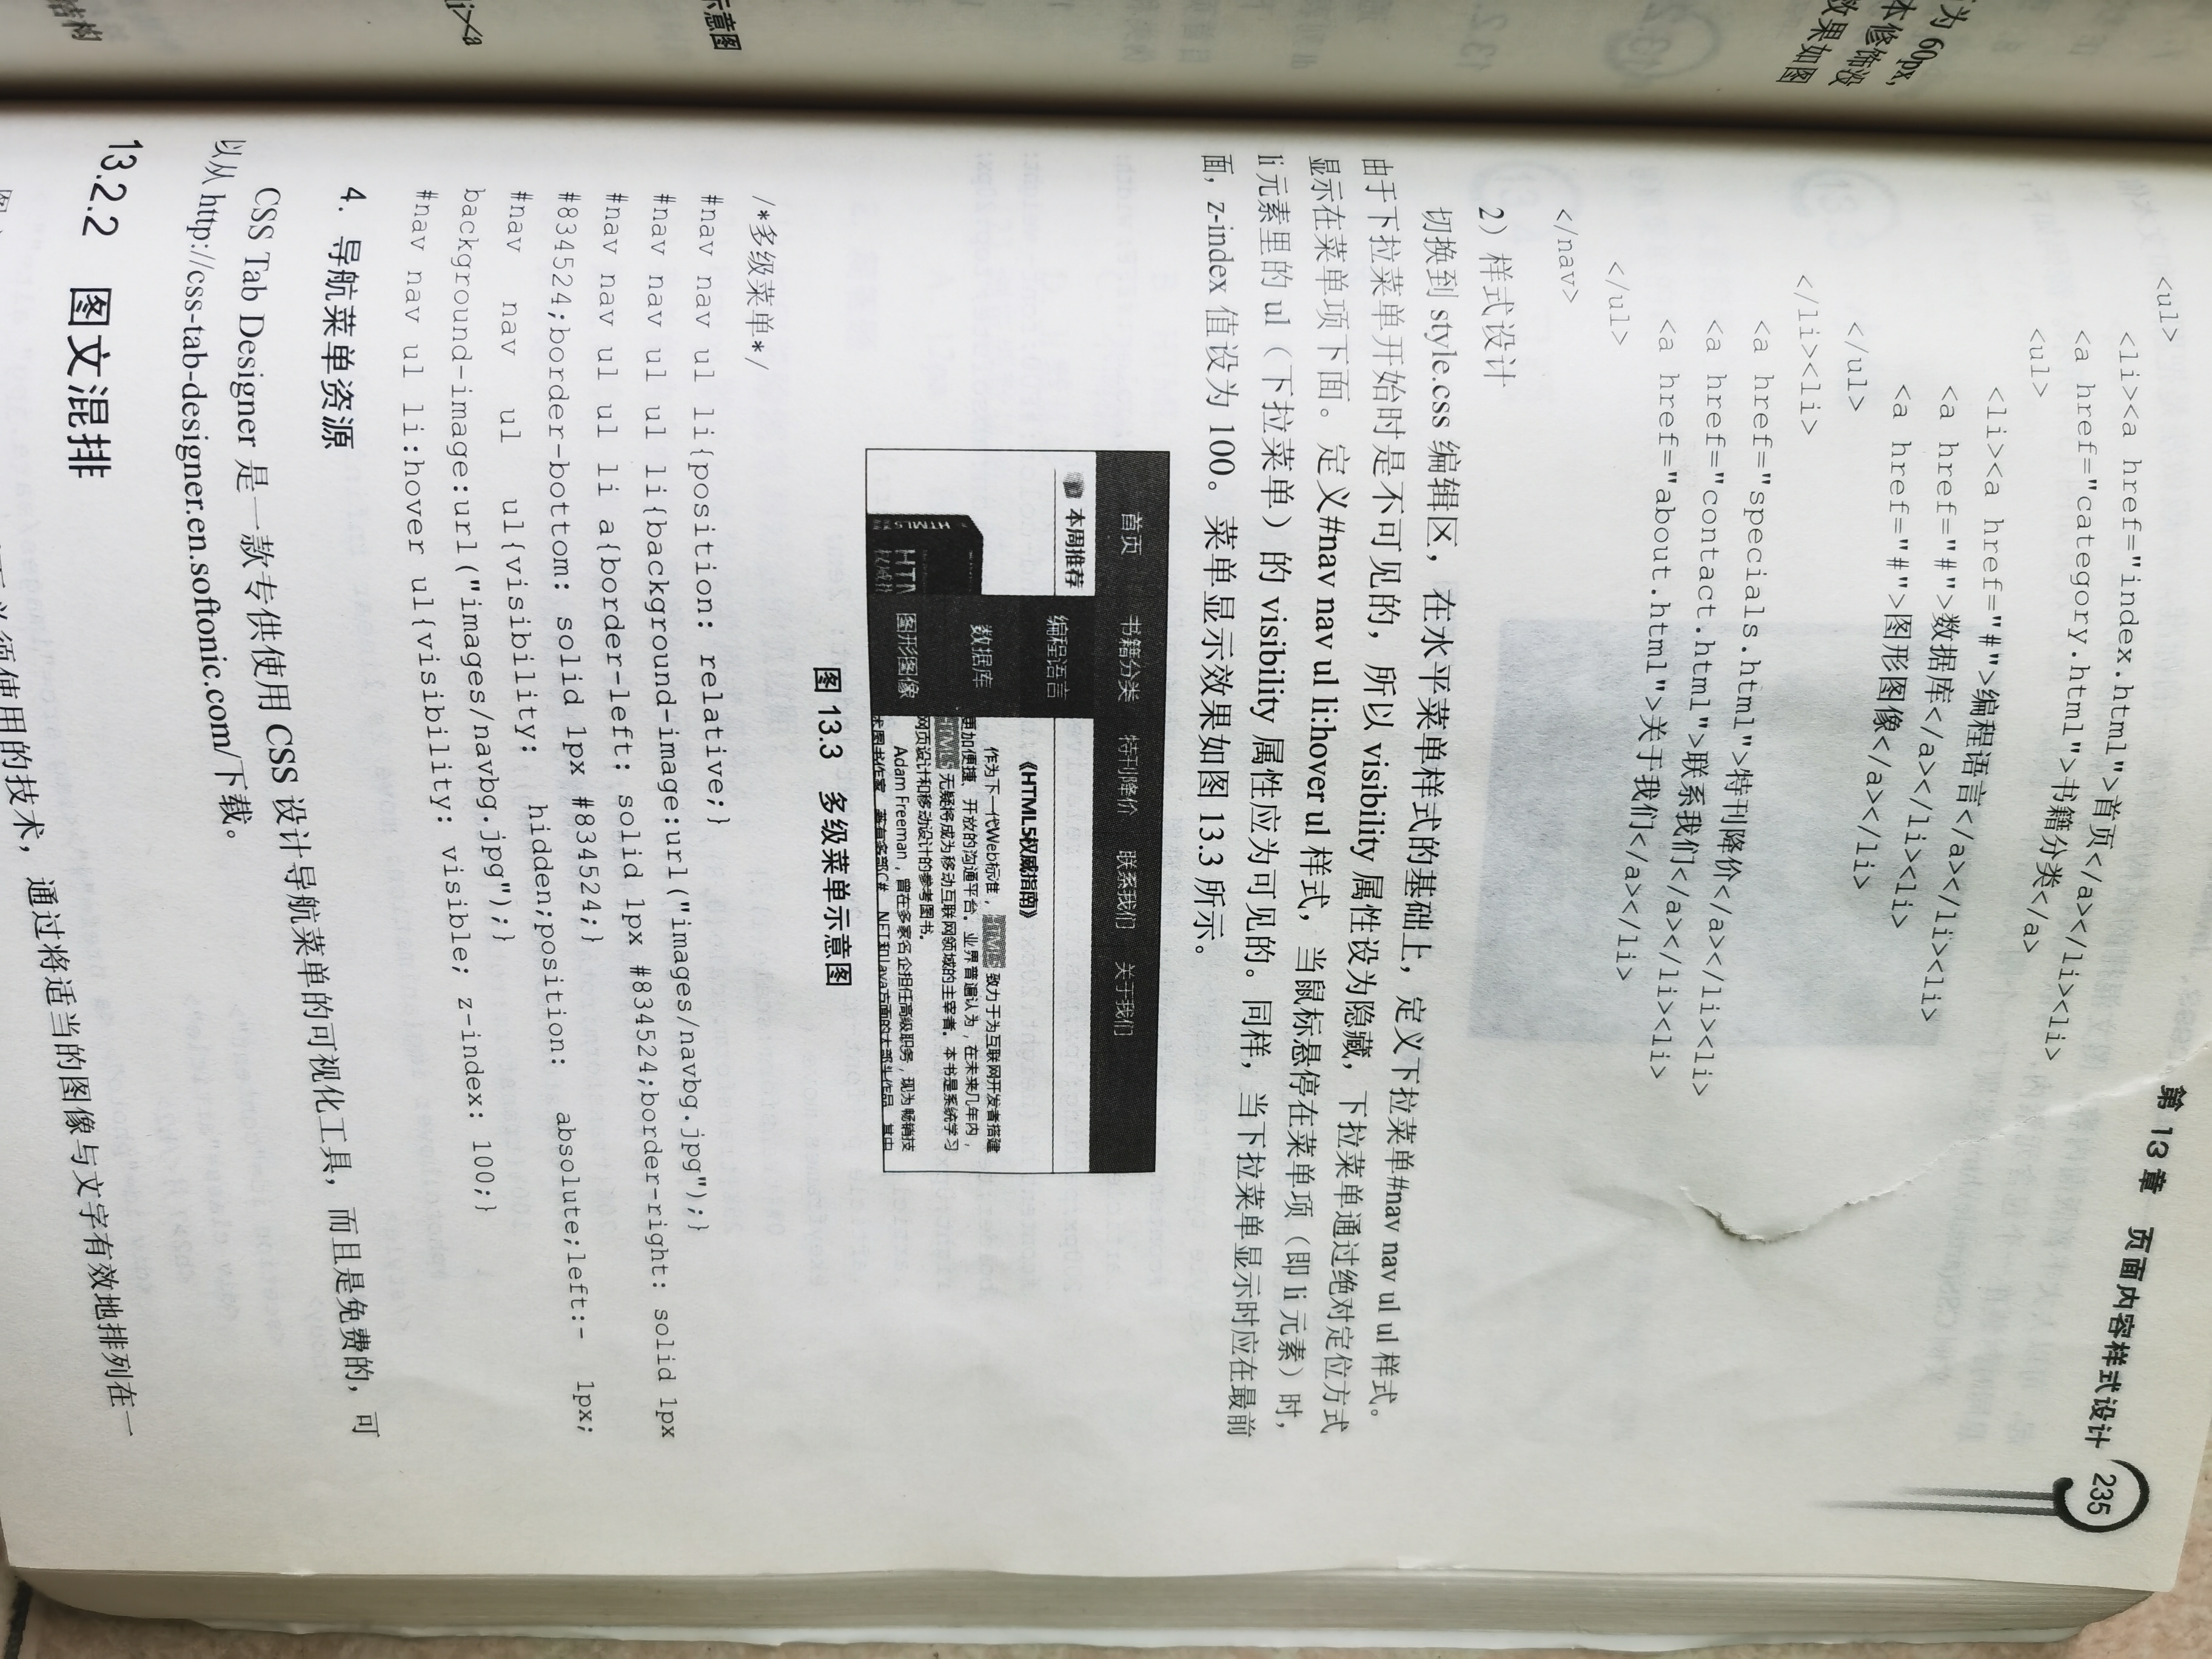 第 13 章 页面内容样式设计 235
<ul>
<li><a href="index.html">首页</a></li><li>
<a href="category.html">书籍分类</a>
<ul>
<li><a href="#">编程语言</a></li><li>
<a href="#">数据库</a></li><li>
<a href="#">图形图像</a></li>
</ul>
</li><li>
<a href="specials.html">特刊降价</a></li><li>
<a href="contact.html">联系我们</a></li><li>
<a href="about.html">关于我们</a></li>
</ul>
</nav>
2）样式设计
切换到 style.css 编辑区，在水平菜单样式的基础上，定义下拉菜单#nav nav ul ul 样式。
由于下拉菜单开始时是不可见的，所以 visibility 属性设为隐藏，下拉菜单通过绝对定位方式
显示在菜单项下面。定义#nav nav ul li:hover ul 样式，当鼠标悬停在菜单项（即 li 元素）时，
li 元素里的 ul（下拉菜单）的 visibility 属性应为可见的。同样，当下拉菜单显示时应在最前
面，z-index 值设为 100。菜单显示效果如图 13.3 所示。
首页 书籍分类 特刊降价 联系我们 关于我们
本周推荐
编程语言
数据库
图形图像
《HTML5权威指南》
作为下一代Web标准，HTML5 致力于为互联网开发者搭建
更加便捷、开放的沟通平台。业界普遍认为，在未来几年内，
HTML5 无疑将成为移动互联网领域的主宰者。本书是系统学习
网页设计和移动设计的参考图书。
Adam Freeman，曾在多家名企担任高级职务，现为畅销技
术图书作家，著有多部C#、.NET和Java方面的大部头作品，其中
HTML5
HTM
权威指
图 13.3 多级菜单示意图
/*多级菜单*/
#nav nav ul li{position: relative;}
#nav nav ul ul li{background-image:url("images/navbg.jpg");}
#nav nav ul ul li a{border-left: solid 1px #834524;border-right: solid 1px
#834524;border-bottom: solid 1px #834524;}
#nav nav ul ul{visibility: hidden;position: absolute;left:- 1px;
background-image:url("images/navbg.jpg");}
#nav nav ul li:hover ul{visibility: visible; z-index: 100;}
4. 导航菜单资源
CSS Tab Designer 是一款专供使用 CSS 设计导航菜单的可视化工具，而且是免费的，可
以从 http://css-tab-designer.en.softonic.com/下载。
13.2.2 图文混排
必须使用的技术，通过将适当的图像与文字有效地排列在一
为 60px,
本修饰没
效果如图
示意图
li></a
结构